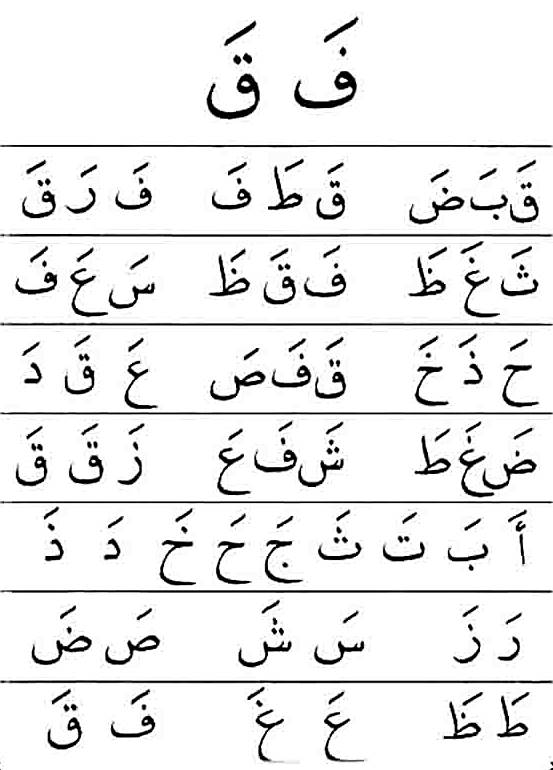 فَ قَ
قَ بَ ضَ قَ طَ فَ فَ رَ قَ
ثَ غَ ظَ فَ قَ ظَ سَ عَ فَ
حَ ذَ خَ قَ فَ صَ عَ قَ دَ
ضَ غَ طَ شَ فَ عَ زَ قَ قَ
أَ بَ تَ ثَ جَ حَ خَ دَ ذَ
رَ زَ سَ شَ صَ ضَ
طَ ظَ عَ غَ فَ قَ